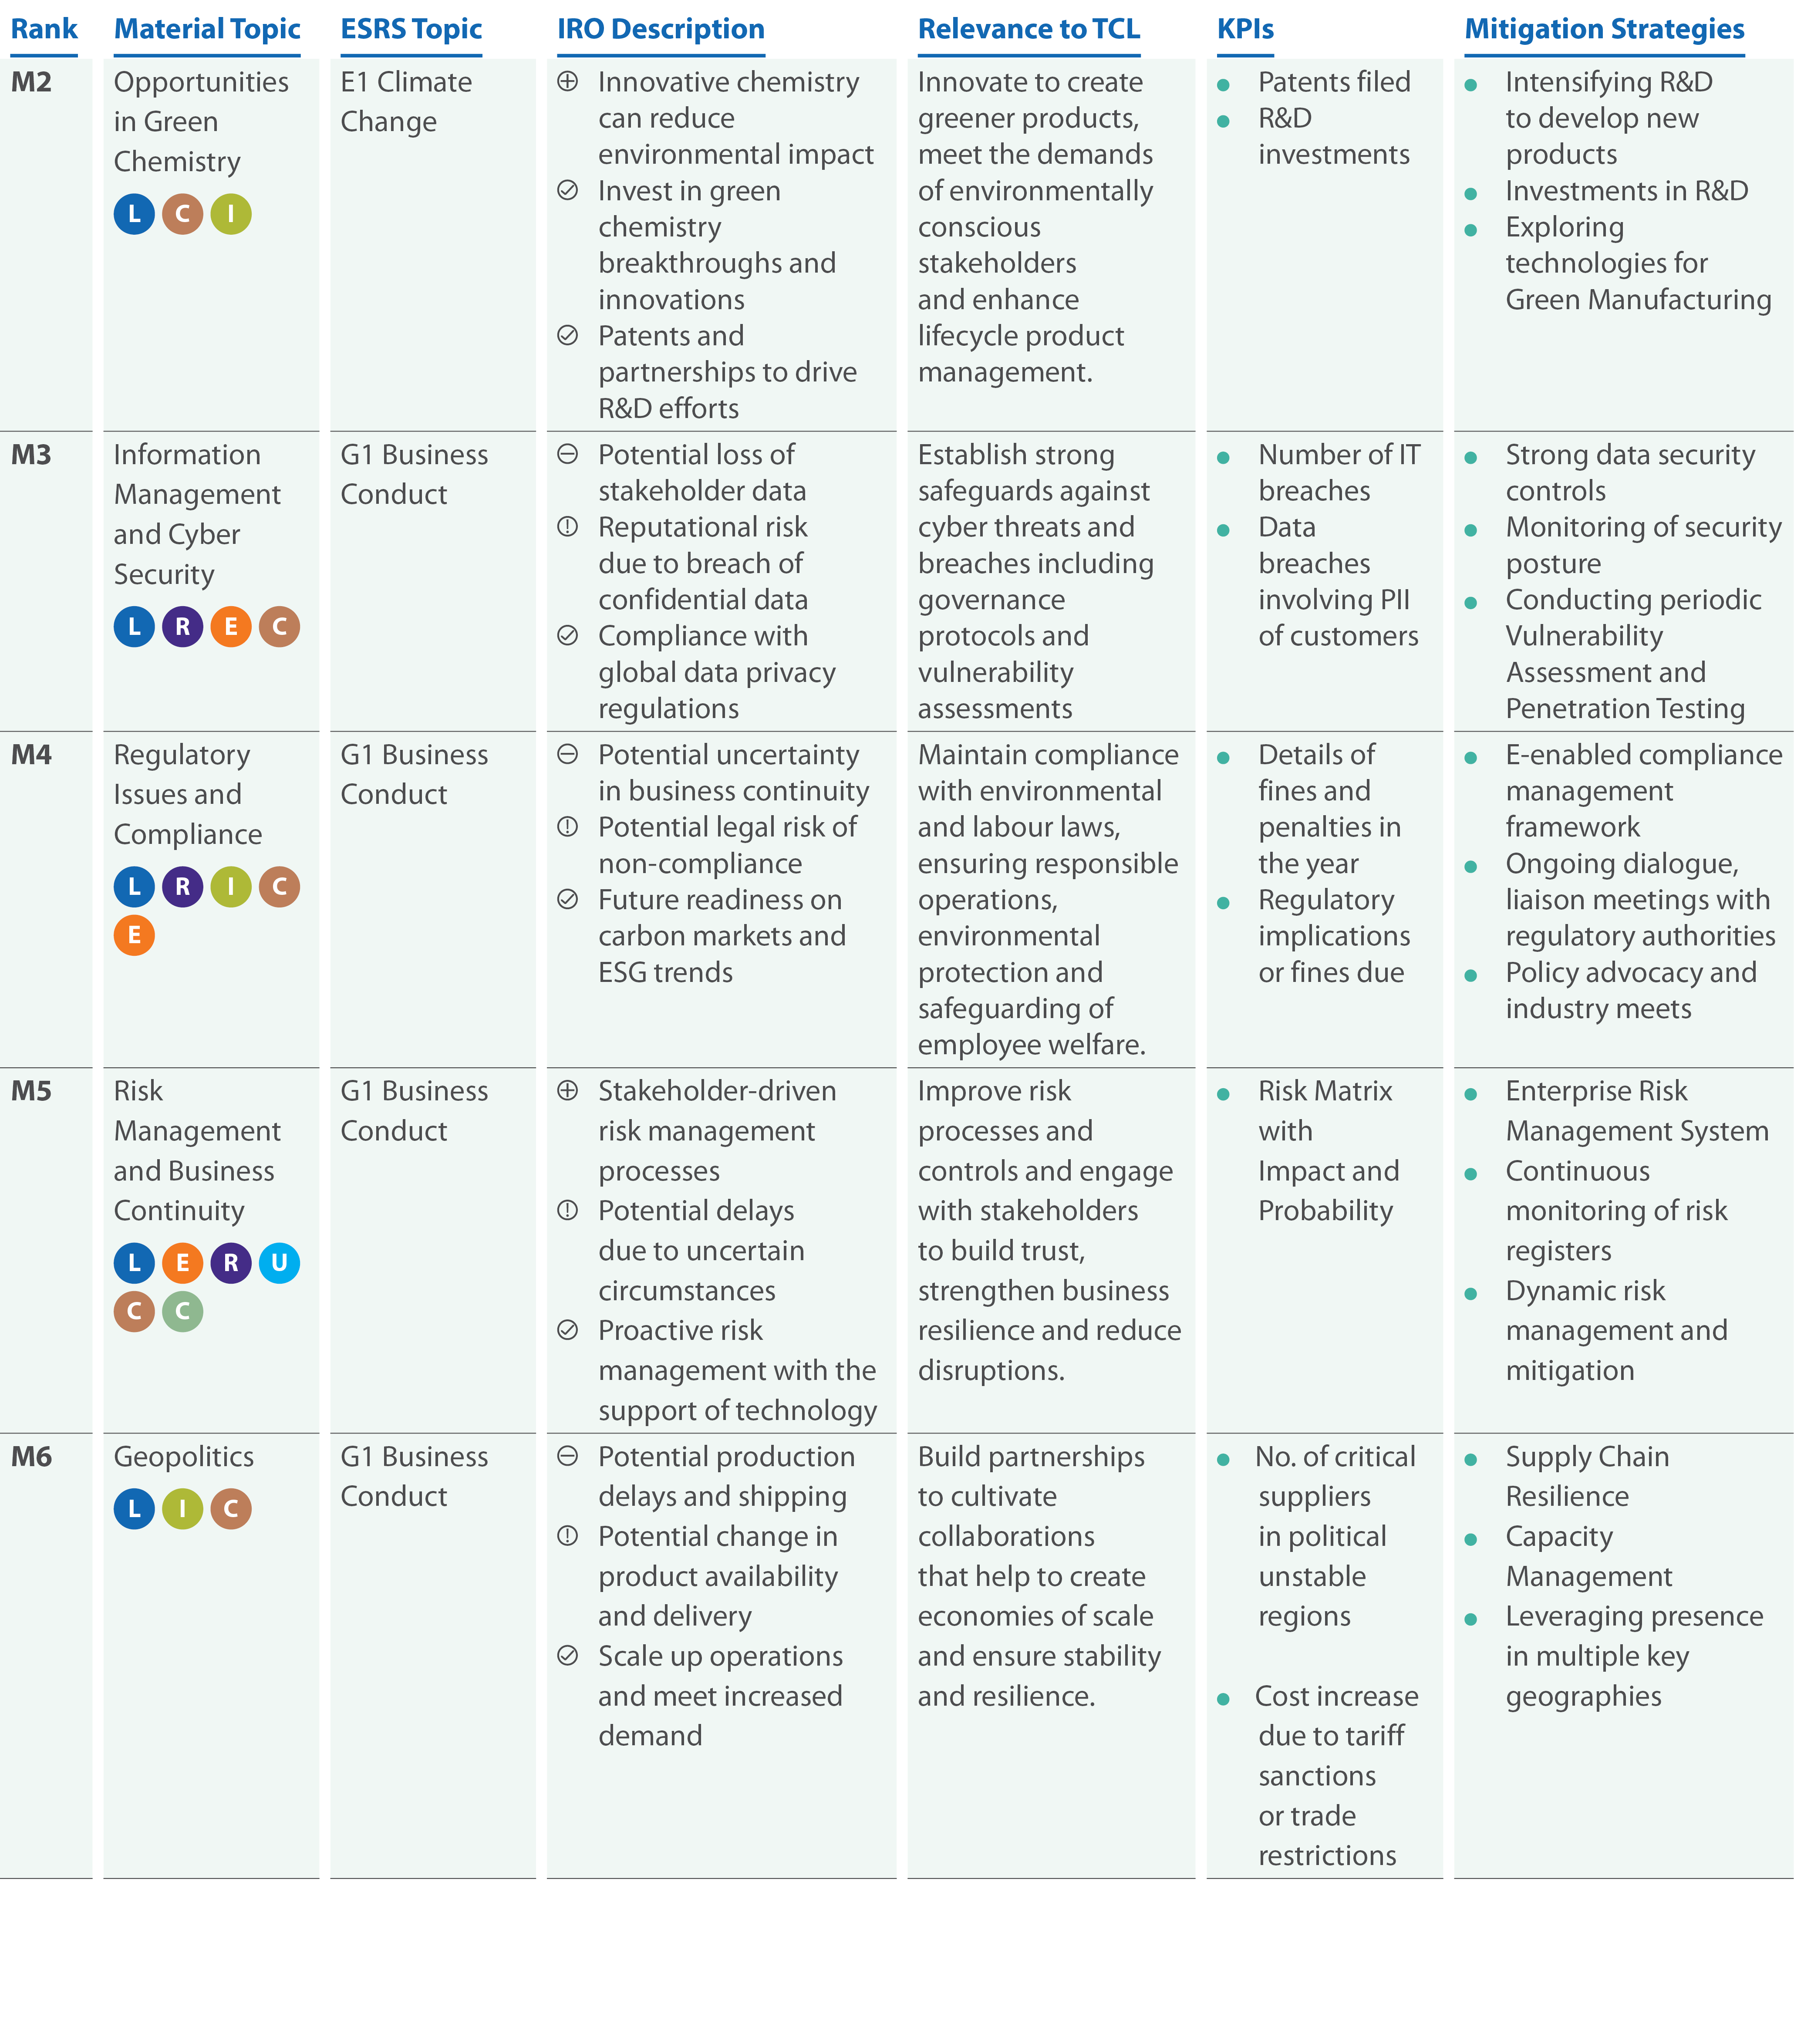 Rank
Material Topic
ESRS Topic
IRO Description
Relevance to TCL
KPIs
Mitigation Strategies
M2
Opportunities
in Green
Chemistry
L C I
E1 Climate
Change
Innovative chemistry
can reduce
environmental impact
Invest in green
chemistry
breakthroughs and
innovations
Patents and
partnerships to drive
R&D efforts
Innovate to create
greener products,
meet the demands
of environmentally
conscious
stakeholders
and enhance
lifecycle product
management.
Patents filed
R&D
investments
Intensifying R&D
to develop new
products
Investments in R&D
Exploring
technologies for
Green Manufacturing
M3
Information
Management
and Cyber
Security
L R E C
G1 Business
Conduct
Potential loss of
stakeholder data
Reputational risk
due to breach of
confidential data
Compliance with
global data privacy
regulations
Establish strong
safeguards against
cyber threats and
breaches including
governance
protocols and
vulnerability
assessments
Number of IT
breaches
Data
breaches
involving PII
of customers
Strong data security
controls
Monitoring of security
posture
Conducting periodic
Vulnerability
Assessment and
Penetration Testing
M4
Regulatory
Issues and
Compliance
L R I C
E
G1 Business
Conduct
Potential uncertainty
in business continuity
Potential legal risk of
non-compliance
Future readiness on
carbon markets and
ESG trends
Maintain compliance
with environmental
and labour laws,
ensuring responsible
operations,
environmental
protection and
safeguarding of
employee welfare.
Details of
fines and
penalties in
the year
Regulatory
implications
or fines due
E-enabled compliance
management
framework
Ongoing dialogue,
liaison meetings with
regulatory authorities
Policy advocacy and
industry meets
M5
Risk
Management
and Business
Continuity
L E R U
C C
G1 Business
Conduct
Stakeholder-driven
risk management
processes
Potential delays
due to uncertain
circumstances
Proactive risk
management with the
support of technology
Improve risk
processes and
controls and engage
with stakeholders
to build trust,
strengthen business
resilience and reduce
disruptions.
Risk Matrix
with
Impact and
Probability
Enterprise Risk
Management System
Continuous
monitoring of risk
registers
Dynamic risk
management and
mitigation
M6
Geopolitics
L I C
G1 Business
Conduct
Potential production
delays and shipping
Potential change in
product availability
and delivery
Scale up operations
and meet increased
demand
Build partnerships
to cultivate
collaborations
that help to create
economies of scale
and ensure stability
and resilience.
No. of critical
suppliers
in political
unstable
regions
Cost increase
due to tariff
sanctions
or trade
restrictions
Supply Chain
Resilience
Capacity
Management
Leveraging presence
in multiple key
geographies